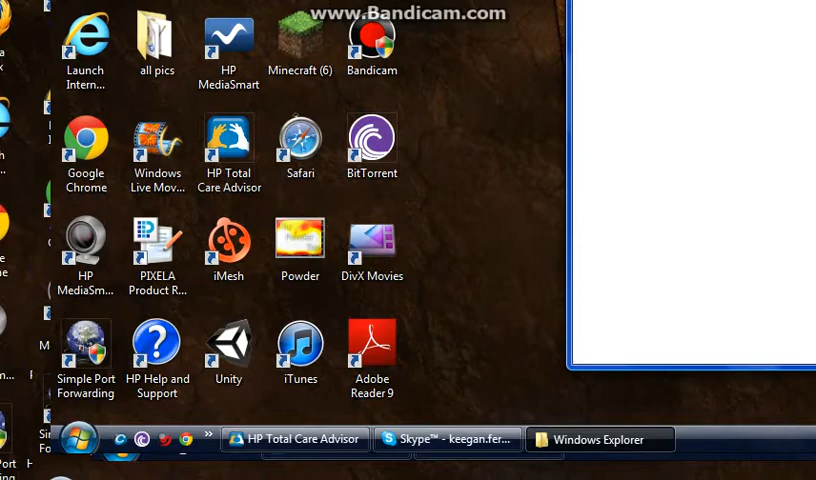 www.Bandicam.com
Launch
Intern...
all pics
HP
MediaSmart
Minecraft (6)
Bandicam
Google
Chrome
Windows
Live Mov...
HP Total
Care Advisor
Safari
BitTorrent
HP
MediaSm...
PIXELA
Product R...
iMesh
Powder
DivX Movies
Simple Port
Forwarding
HP Help and
Support
Unity
iTunes
Adobe
Reader 9
HP Total Care Advisor
Skype™ - keegan.fer...
Windows Explorer